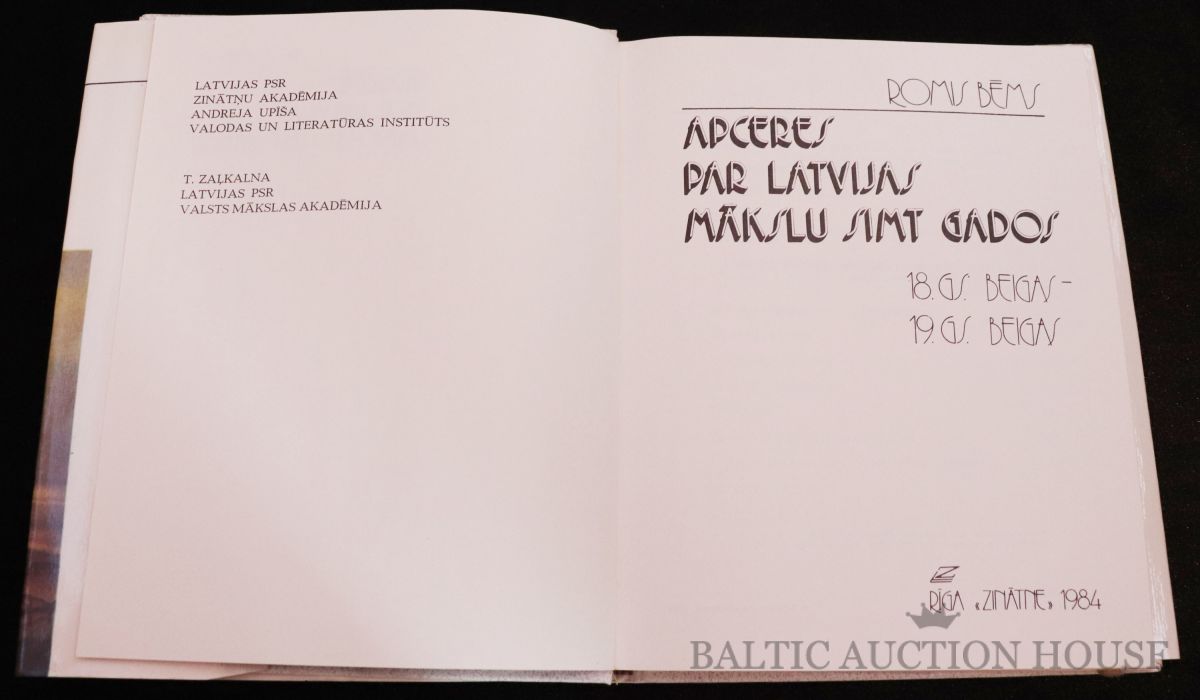 LATVIJAS PSR
ZINĀTŅU AKADĒMIJA
ANDREJA UPĪŠA
VALODAS UN LITERATŪRAS INSTITŪTS
T. ZAĻKALNA
LATVIJAS PSR
VALSTS MĀKSLAS AKADĒMIJA
ROMIS BĒMS
APCERES
PAR LATVIJAS
MĀKSLU SIMT GADOS
18. GS. BEIGAS –
19. GS. BEIGAS
Z
RĪGA «ZINĀTNE» 1984
BALTIC AUCTION HOUSE